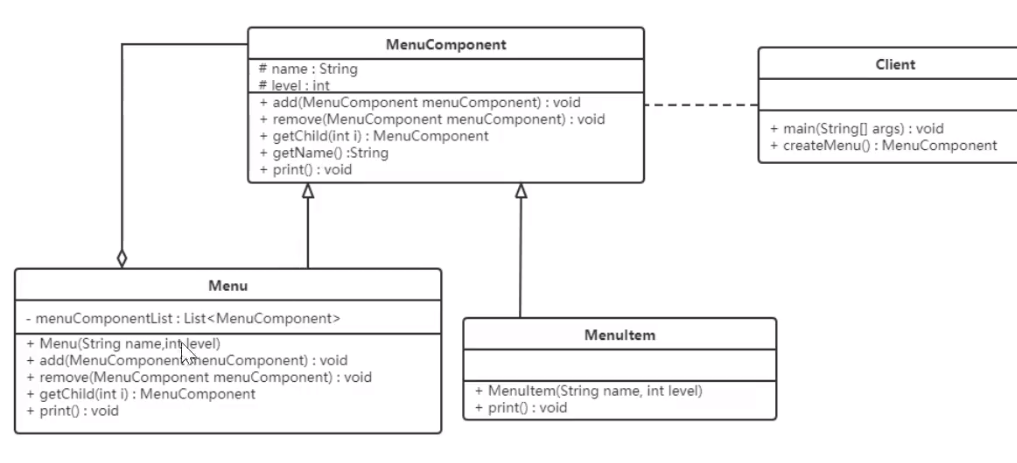 MenuComponent
# name : String
# level : int
+ add(MenuComponent menuComponent) : void
+ remove(MenuComponent menuComponent) : void
+ getChild(int i) : MenuComponent
+ getName() :String
+ print() : void
Client
+ main(String[] args) : void
+ createMenu() : MenuComponent
Menu
- menuComponentList : List<MenuComponent>
+ Menu(String name,int level)
+ add(MenuComponent menuComponent) : void
+ remove(MenuComponent menuComponent) : void
+ getChild(int i) : MenuComponent
+ print() : void
MenuItem
+ MenuItem(String name, int level)
+ print() : void